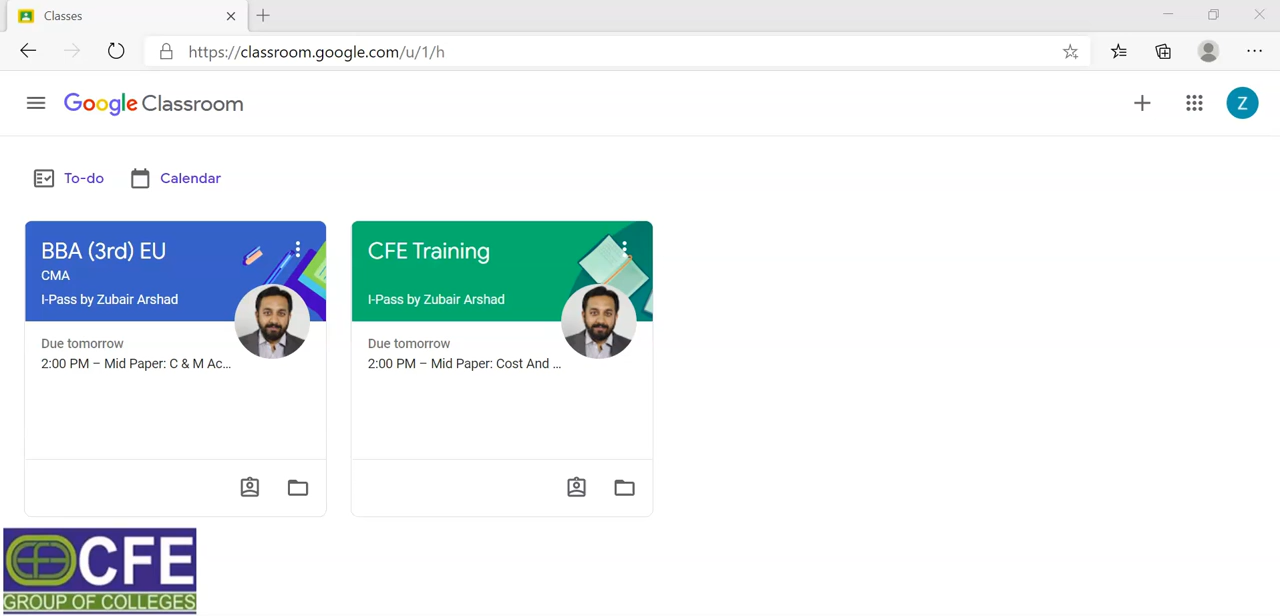 Classes
https://classroom.google.com/u/1/h
Google Classroom
Z
To-do
Calendar
BBA (3rd) EU
CMA
I-Pass by Zubair Arshad
Due tomorrow
2:00 PM – Mid Paper: C & M Ac...
CFE Training
I-Pass by Zubair Arshad
Due tomorrow
2:00 PM – Mid Paper: Cost And ...
CFE
GROUP OF COLLEGES